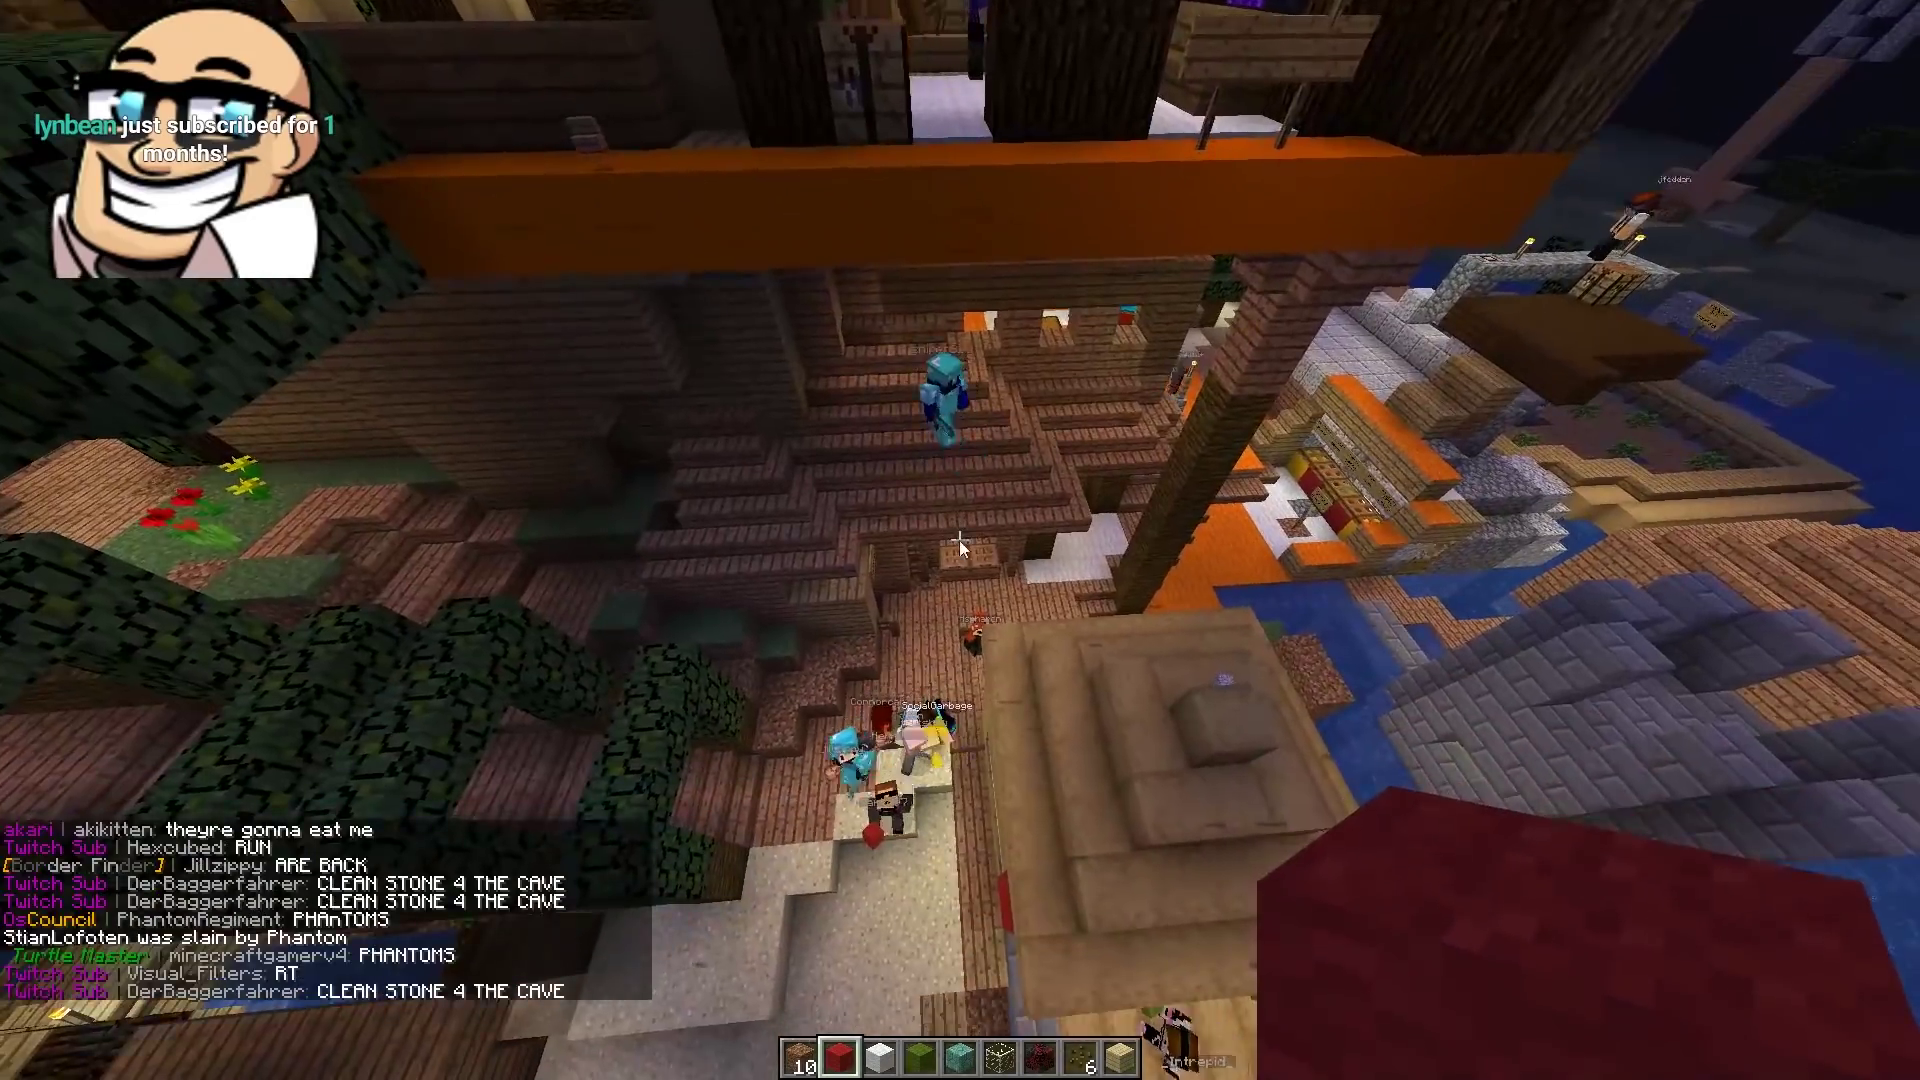 lynbean just subscribed for 1
months!
jfeddan
SocialGarbage
akari | akikitten: theyre gonna eat me
Twitch Sub | Hexcubed: RUN
[Border Finder] | Jillzippy: ARE BACK
Twitch Sub | DerBaggerfahrer: CLEAN STONE 4 THE CAVE
Twitch Sub | DerBaggerfahrer: CLEAN STONE 4 THE CAVE
OsCouncil | PhantomRegiment: PHAnTOMS
StianLofoten was slain by Phantom
Turtle Master | minecraftgamerv4: PHANTOMS
Twitch Sub | Visual_Filters: RT
Twitch Sub | DerBaggerfahrer: CLEAN STONE 4 THE CAVE
10
6
Intrepid_